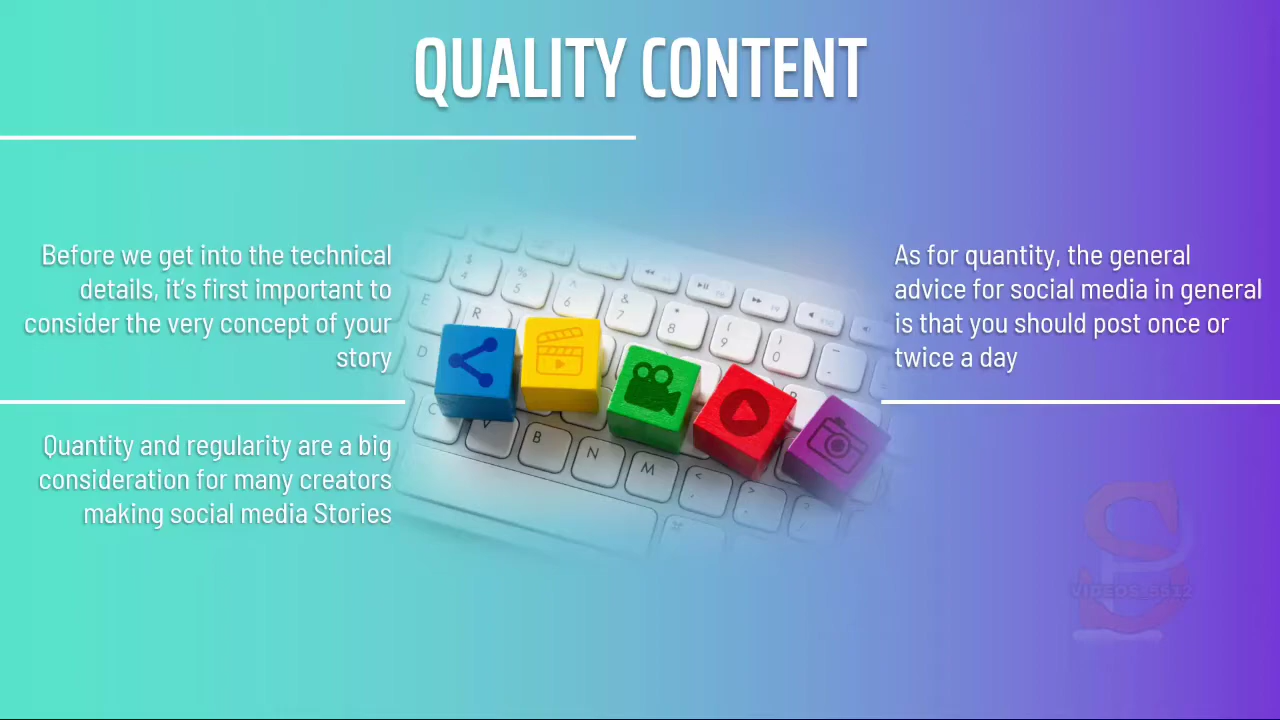 QUALITY CONTENT
Before we get into the technical
details, it's first important to
consider the very concept of your
story
Quantity and regularity are a big
consideration for many creators
making social media Stories
As for quantity, the general
advice for social media in general
is that you should post once or
twice a day
VIDEOS